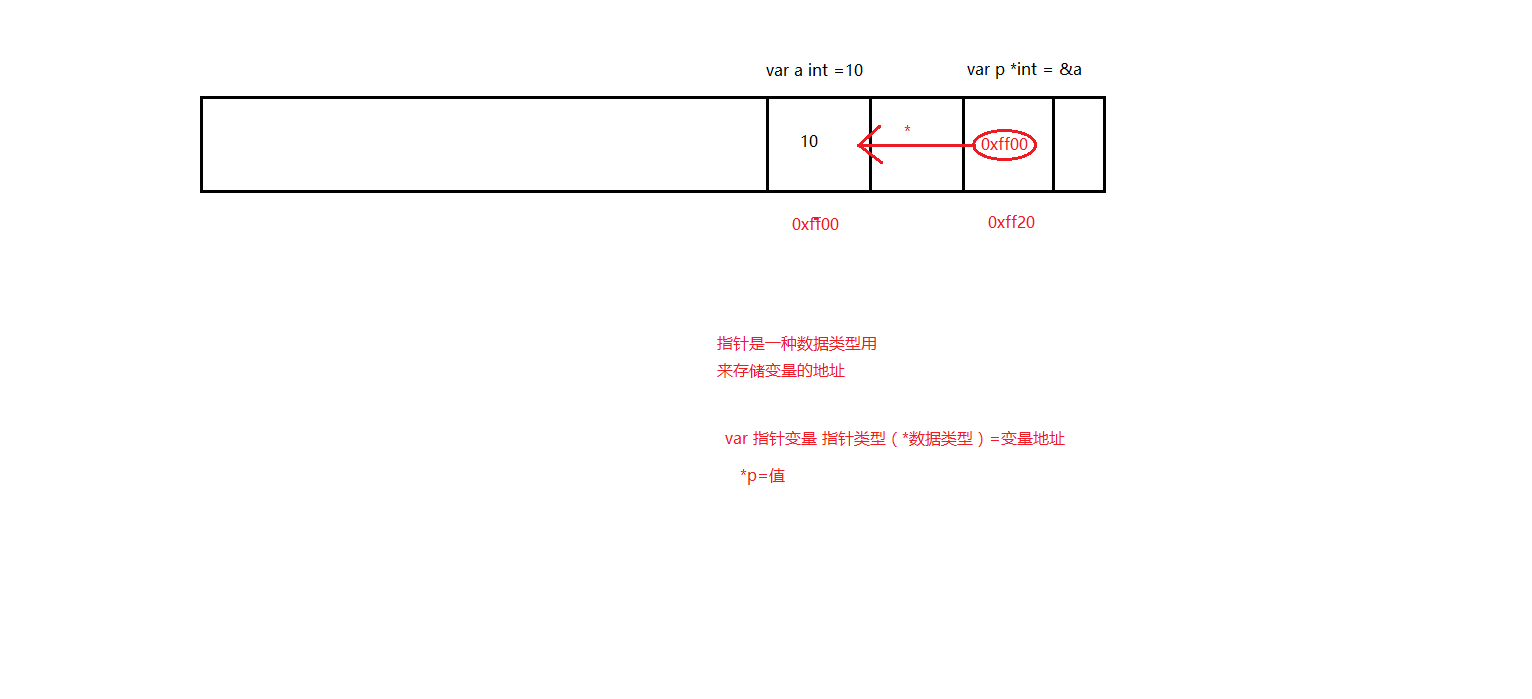 var a int =10
var p *int = &a
10
*
0xff00
0xff00
0xff20
指针是一种数据类型用
来存储变量的地址
var 指针变量 指针类型（*数据类型）=变量地址
*p=值